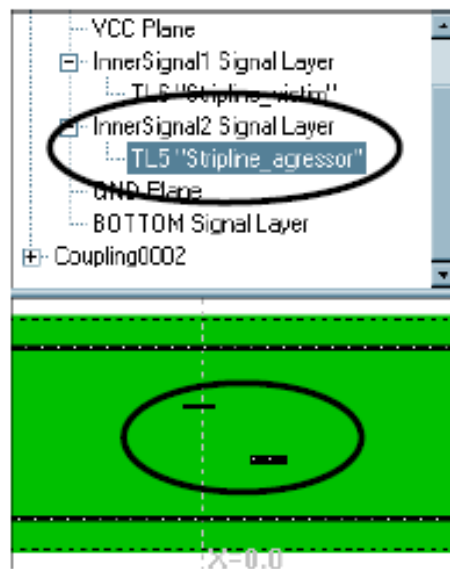 VCC Plane
InnerSignal1 Signal Layer
TL6 "Stripline_victim"
InnerSignal2 Signal Layer
TL5 "Stripline_agressor"
GND Plane
BOTTOM Signal Layer
Coupling0002
X=0.0